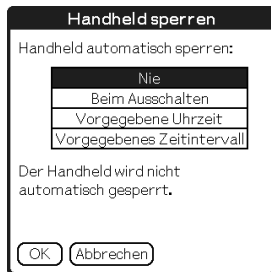 Handheld sperren
Handheld automatisch sperren:
Nie
Beim Ausschalten
Vorgegebene Uhrzeit
Vorgegebenes Zeitintervall
Der Handheld wird nicht
automatisch gesperrt.
OK Abbrechen